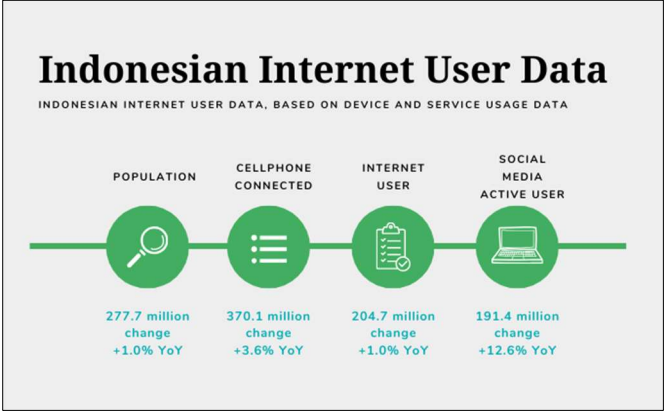 Indonesian Internet User Data
INDONESIAN INTERNET USER DATA, BASED ON DEVICE AND SERVICE USAGE DATA
POPULATION
CELLPHONE
CONNECTED
INTERNET
USER
SOCIAL
MEDIA
ACTIVE USER
277.7 million
change
+1.0% YoY
370.1 million
change
+3.6% YoY
204.7 million
change
+1.0% YoY
191.4 million
change
+12.6% YoY